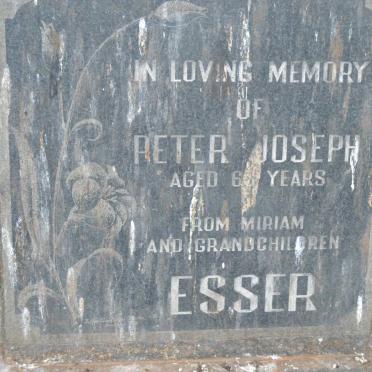 IN LOVING MEMORY
OF
PETER JOSEPH
AGED YEARS
FROM MIRIAM
AND GRANDCHILDREN
ESSER